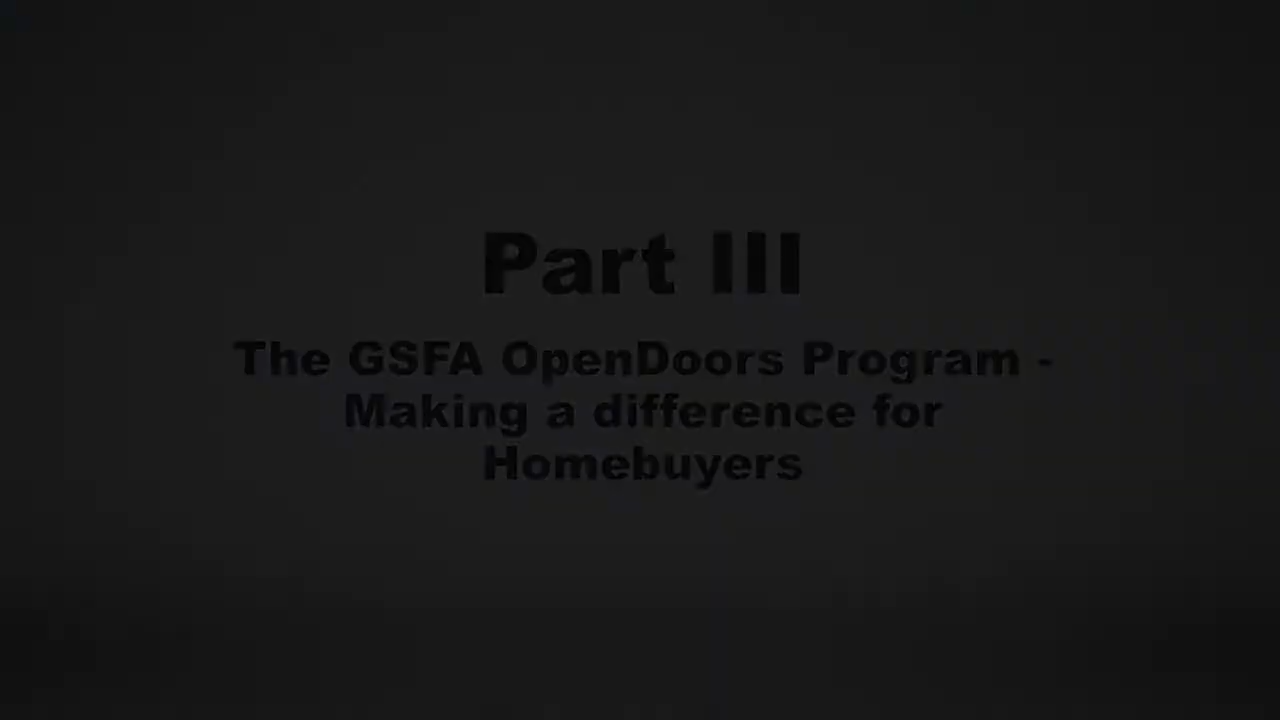 Part III
The GSFA OpenDoors Program -
Making a difference for
Homebuyers